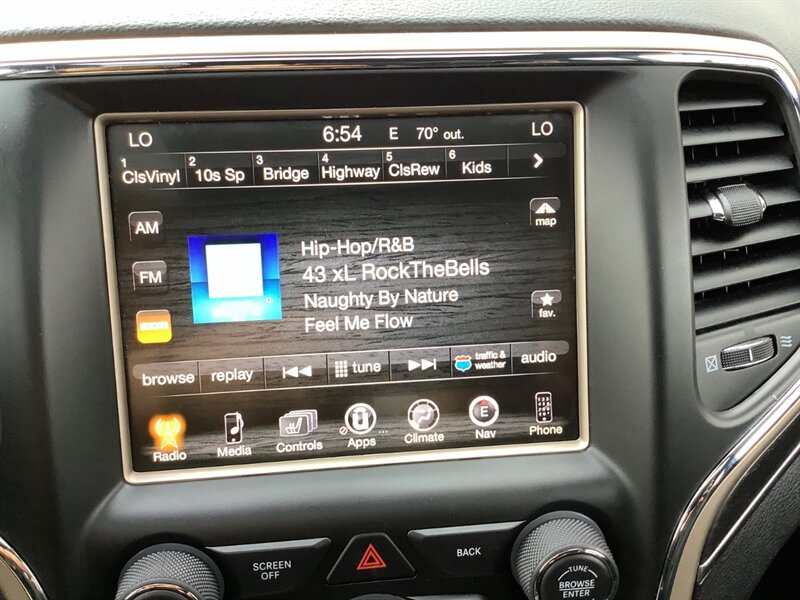 LO 6:54 E 70° out. LO
1 ClsVinyl 2 10s Sp 3 Bridge 4 Highway 5 ClsRew 6 Kids
AM
map
Hip-Hop/R&B
FM
43 xL RockTheBells
Naughty By Nature
fav.
Feel Me Flow
sxm
browse replay tune traffic & weather audio
Radio Media Controls Apps Climate E Nav Phone
SCREEN OFF
BACK
TUNE
BROWSE
ENTER